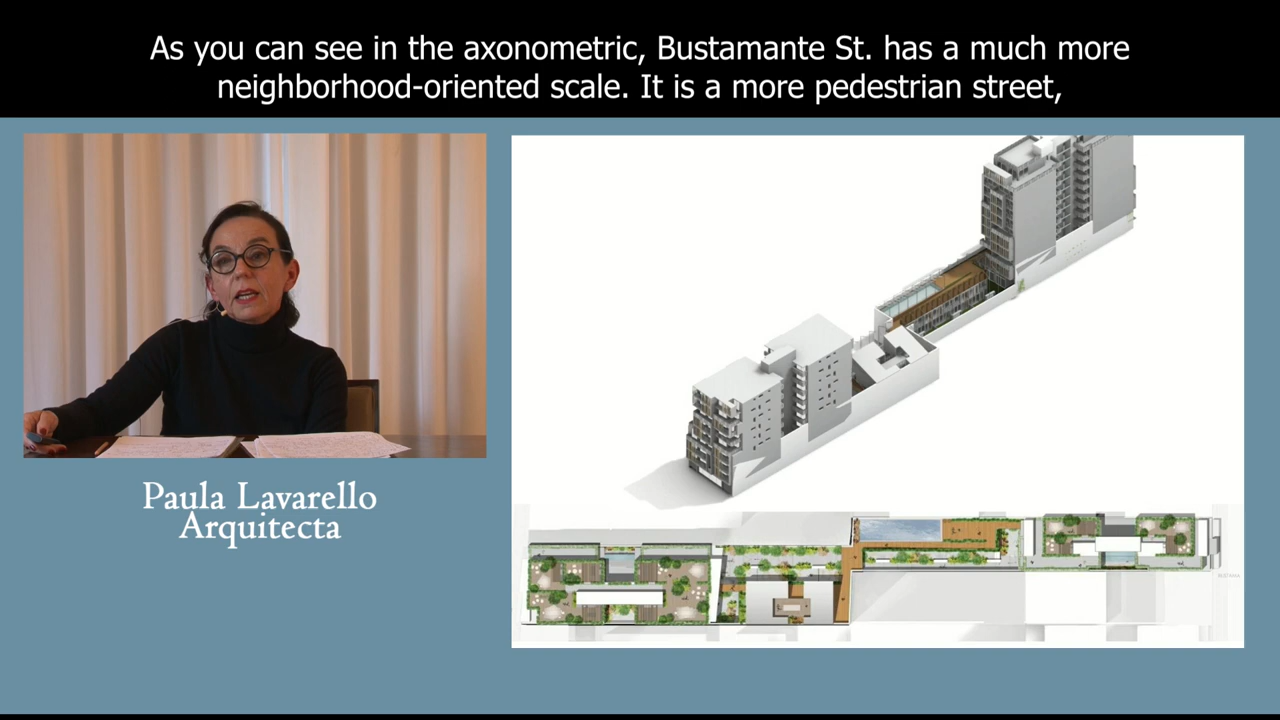 As you can see in the axonometric, Bustamante St. has a much more
neighborhood-oriented scale. It is a more pedestrian street,
Paula Lavarello
Arquitecta